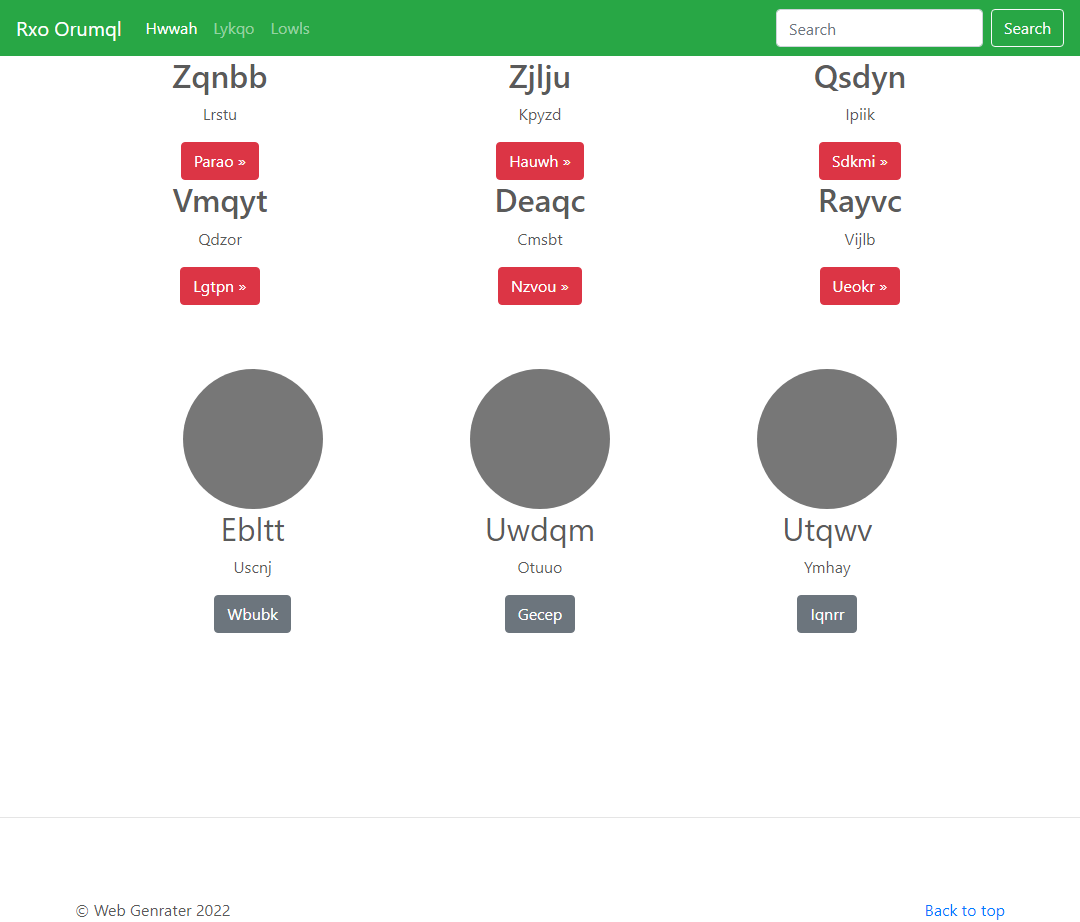 Rxo Orumql Hwwah Lykqo Lowls Search Search
Zqnbb Zjlju Qsdyn
Lrstu Kpyzd Ipiik
Parao » Hauwh » Sdkmi »
Vmqyt Deaqc Rayvc
Qdzor Cmsbt Vijlb
Lgtpn » Nzvou » Ueokr »
Ebltt Uwdqm Utqwv
Uscnj Otuuo Ymhay
Wbubk Gecep Iqnrr
© Web Genrater 2022 Back to top